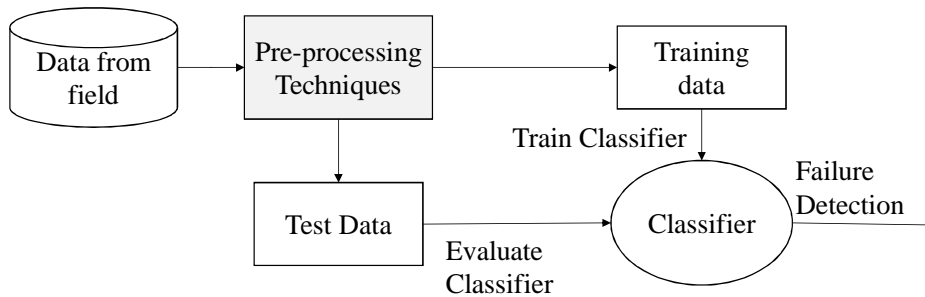 Data from
field
Pre-processing
Techniques
Training
data
Train Classifier
Test Data
Evaluate
Classifier
Classifier
Failure
Detection